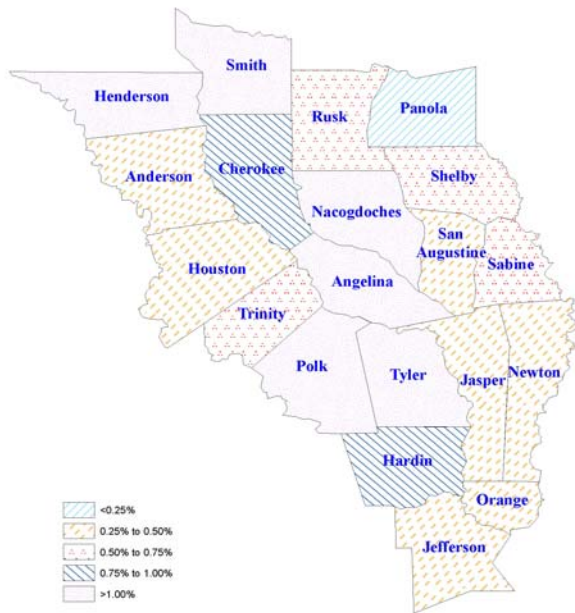 Smith
Henderson
Rusk
Panola
Cherokee
Anderson
Shelby
Nacogdoches
San
Augustine
Houston
Sabine
Angelina
Trinity
Polk
Tyler
Jasper
Newton
Hardin
Orange
Jefferson
<0.25%
0.25% to 0.50%
0.50% to 0.75%
0.75% to 1.00%
>1.00%